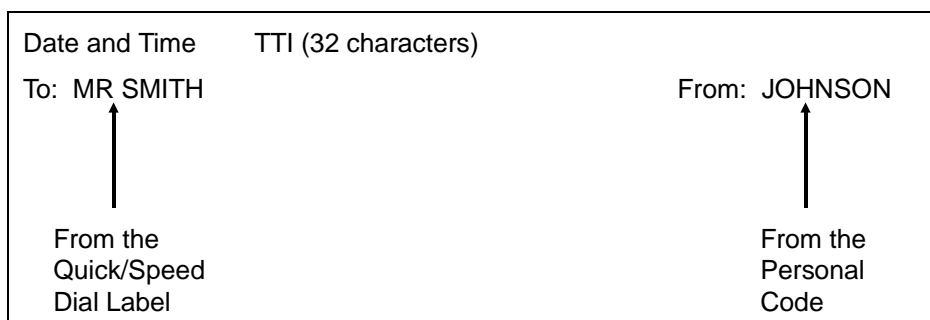 Date and Time TTI (32 characters)
To: MR SMITH From: JOHNSON
From the
Quick/Speed
Dial Label
From the
Personal
Code